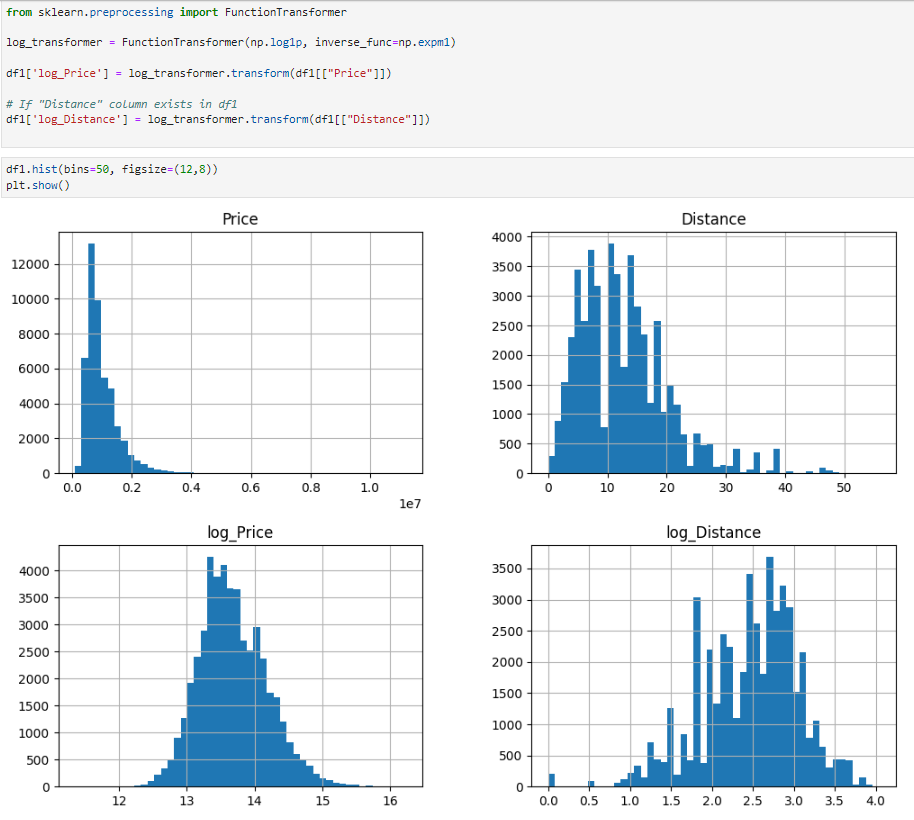 from sklearn.preprocessing import FunctionTransformer
log_transformer = FunctionTransformer(np.log1p, inverse_func=np.expm1)
df1['log_Price'] = log_transformer.transform(df1[["Price"]])
# If "Distance" column exists in df1
df1['log_Distance'] = log_transformer.transform(df1[["Distance"]])
df1.hist(bins=50, figsize=(12,8))
plt.show()
Price
12000
10000
8000
6000
4000
2000
0
0.0 0.2 0.4 0.6 0.8 1.0
1e7
Distance
4000
3500
3000
2500
2000
1500
1000
500
0
0 10 20 30 40 50
log_Price
4000
3500
3000
2500
2000
1500
1000
500
0
12 13 14 15 16
log_Distance
3500
3000
2500
2000
1500
1000
500
0
0.0 0.5 1.0 1.5 2.0 2.5 3.0 3.5 4.0